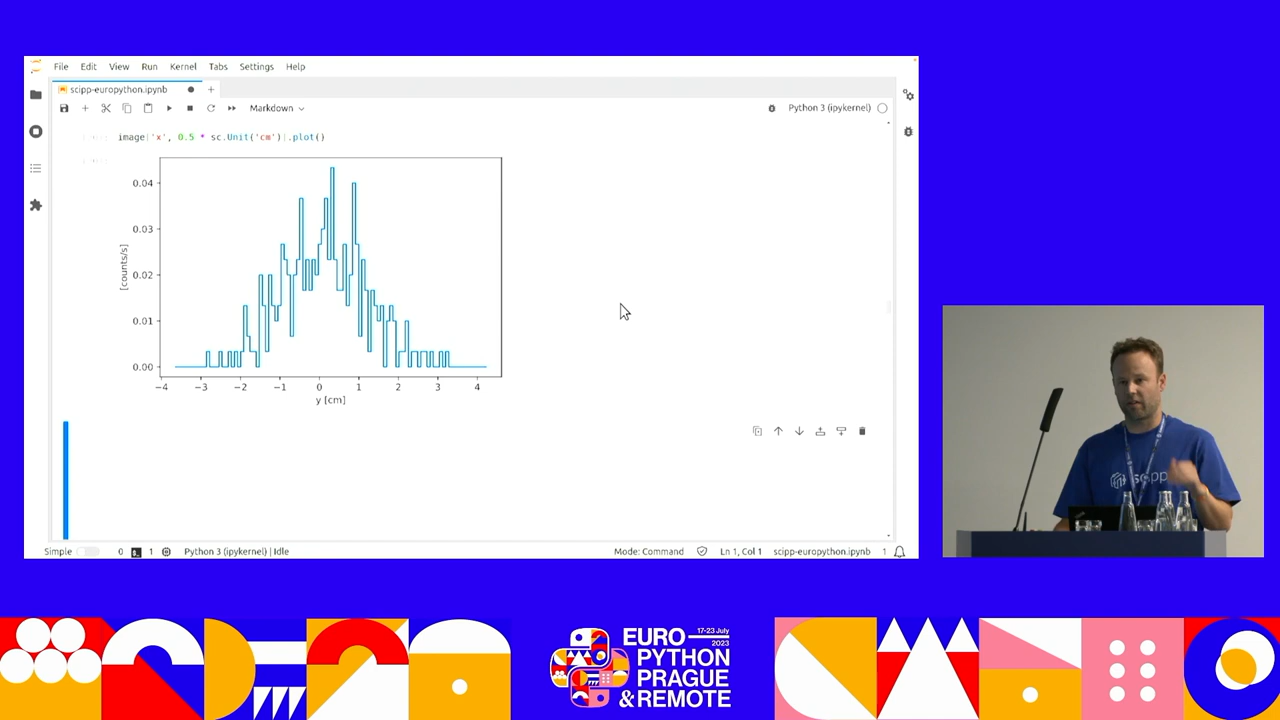 File Edit View Run Kernel Tabs Settings Help
scipp-europython.ipynb
Markdown
Python 3 (ipykernel)
image['x', 0.5 * sc.Unit('cm')].plot()
0.04
0.03
0.02
0.01
0.00
[counts/s]
−4 −3 −2 −1 0 1 2 3 4
y [cm]
Simple 0 1 Python 3 (ipykernel) | Idle Mode: Command Ln 1, Col 1 scipp-europython.ipynb 1
scipp
17-23 July
2023
EURO
PYTHON
PRAGUE
& REMOTE